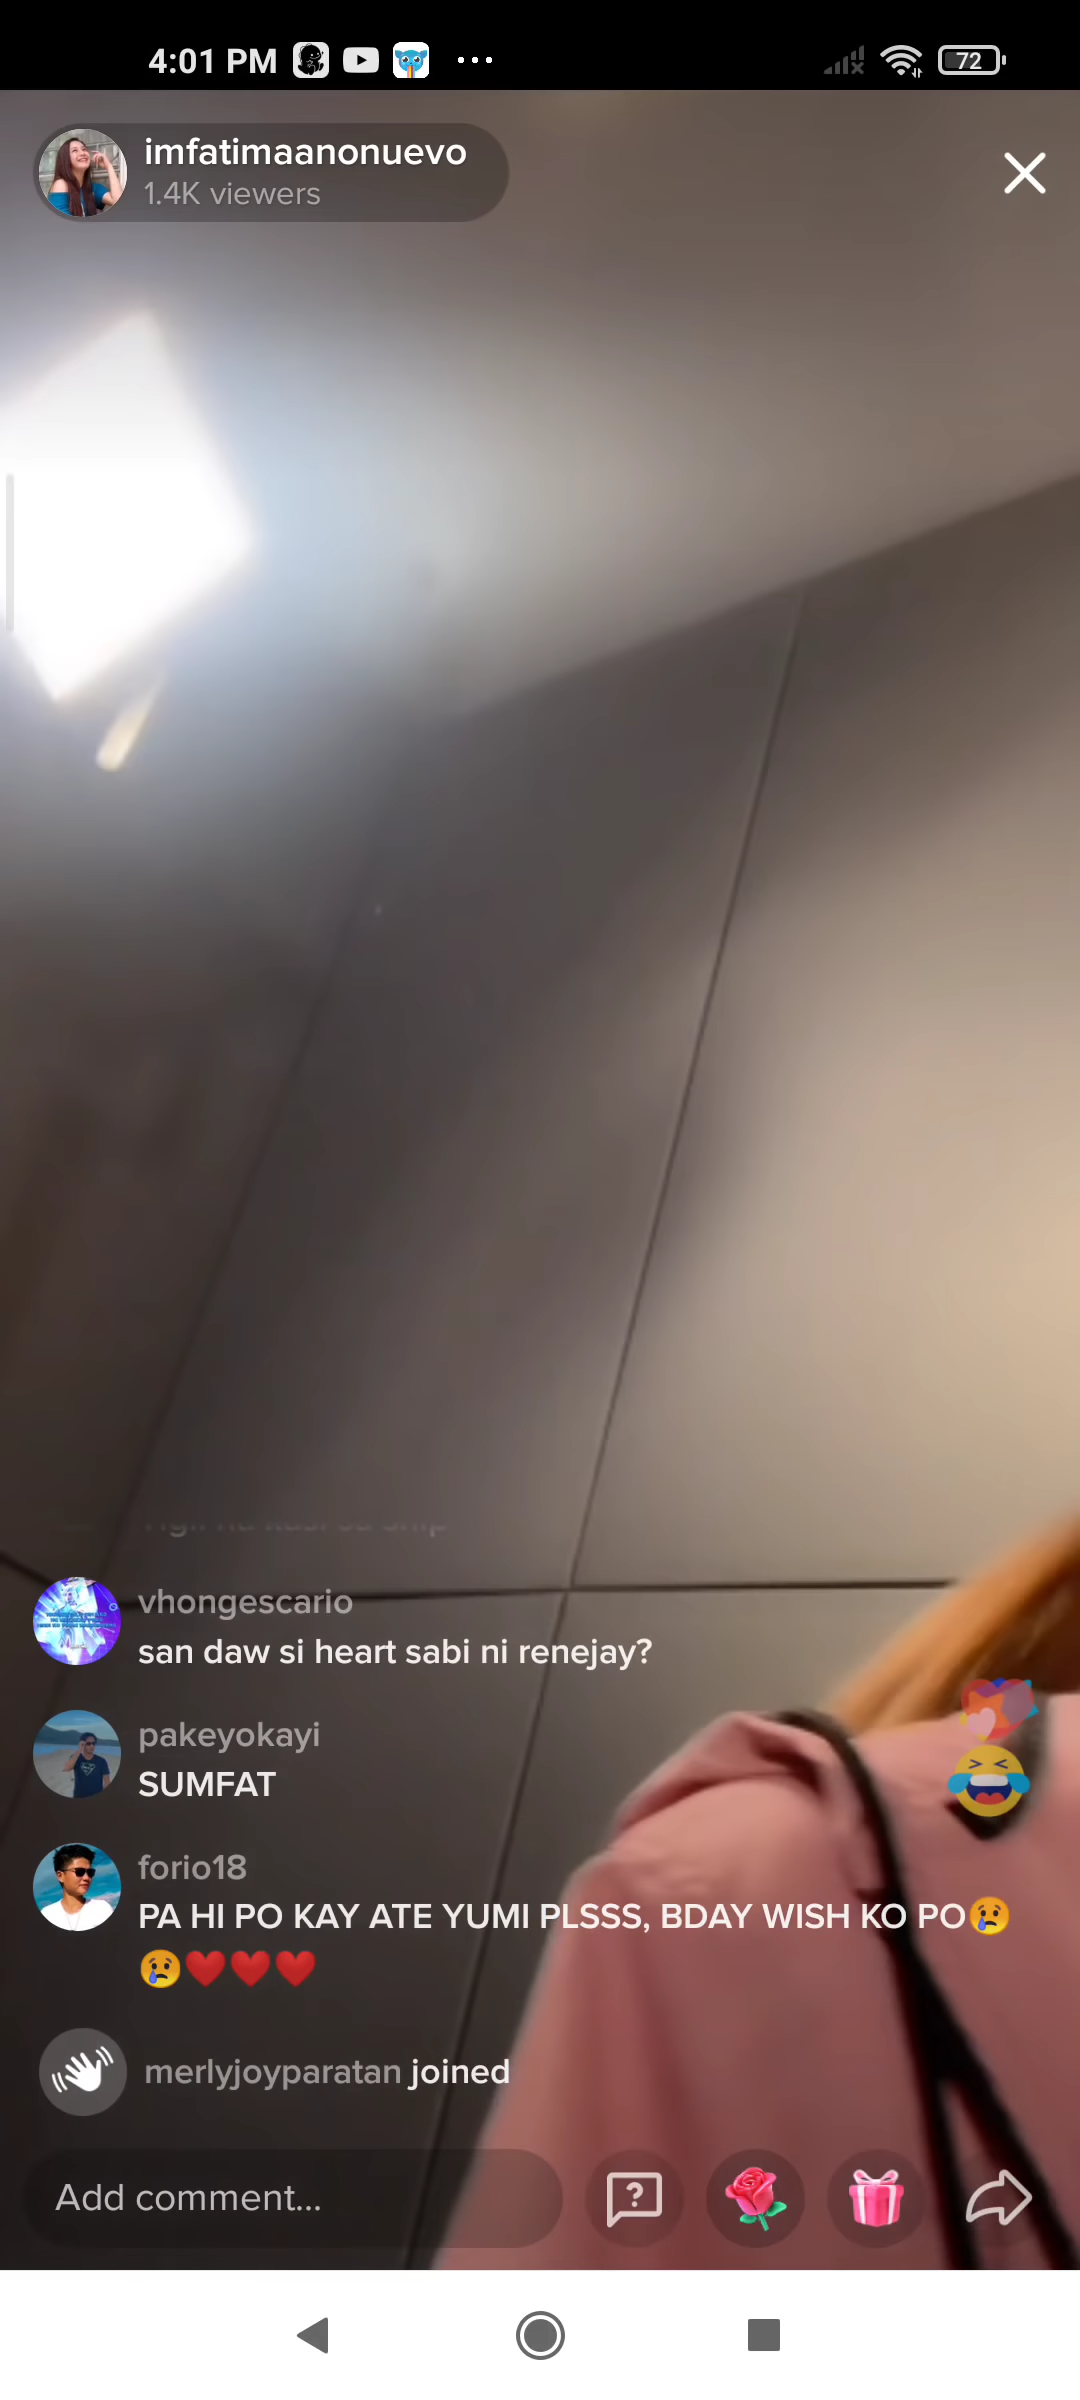 4:01 PM
72
imfatimaanonuevo
1.4K viewers
vhongescario
san daw si heart sabi ni renejay?
pakeyokayi
SUMFAT
forio18
PA HI PO KAY ATE YUMI PLSSS, BDAY WISH KO PO😢
😢❤️❤️❤️
merlyjoyparatan joined
Add comment...